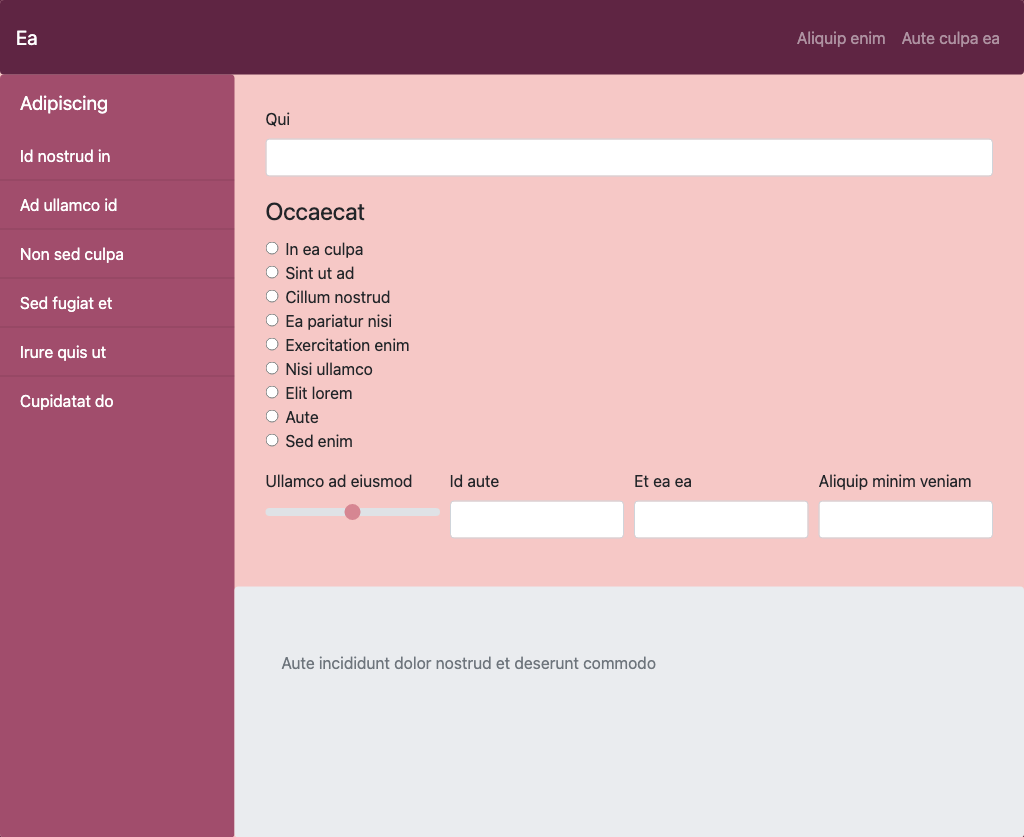 Ea
Aliquip enim
Aute culpa ea
Adipiscing
Id nostrud in
Ad ullamco id
Non sed culpa
Sed fugiat et
Irure quis ut
Cupidatat do
Qui
Occaecat
In ea culpa
Sint ut ad
Cillum nostrud
Ea pariatur nisi
Exercitation enim
Nisi ullamco
Elit lorem
Aute
Sed enim
Ullamco ad eiusmod
Id aute
Et ea ea
Aliquip minim veniam
Aute incididunt dolor nostrud et deserunt commodo